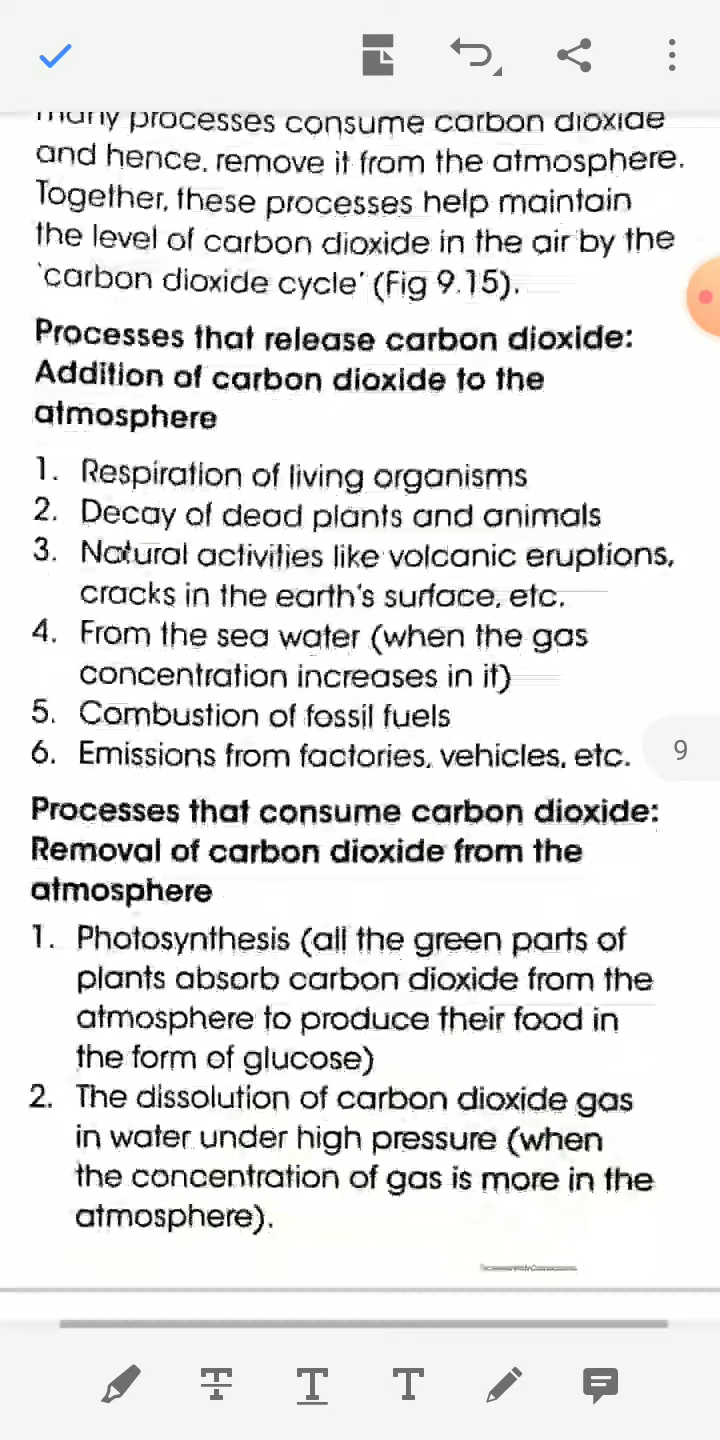 many processes consume carbon dioxide
and hence, remove it from the atmosphere.
Together, these processes help maintain
the level of carbon dioxide in the air by the
'carbon dioxide cycle' (Fig 9.15).
Processes that release carbon dioxide:
Addition of carbon dioxide to the
atmosphere
1. Respiration of living organisms
2. Decay of dead plants and animals
3. Natural activities like volcanic eruptions,
cracks in the earth's surface, etc.
4. From the sea water (when the gas
concentration increases in it)
5. Combustion of fossil fuels
6. Emissions from factories, vehicles, etc.
9
Processes that consume carbon dioxide:
Removal of carbon dioxide from the
atmosphere
1. Photosynthesis (all the green parts of
plants absorb carbon dioxide from the
atmosphere to produce their food in
the form of glucose)
2. The dissolution of carbon dioxide gas
in water under high pressure (when
the concentration of gas is more in the
atmosphere).